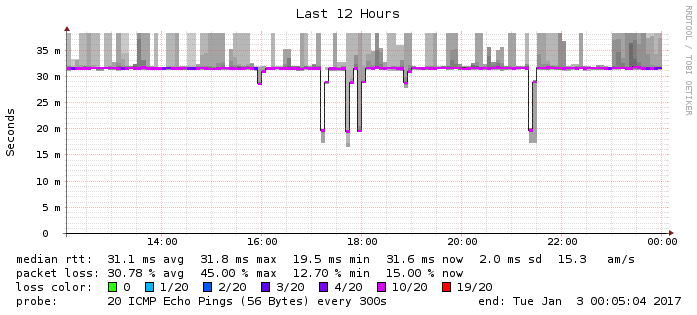 Last 12 Hours
RRDTOOL / TOBI OETIKER
Seconds
35 m
30 m
25 m
20 m
15 m
10 m
5 m
0
14:00 16:00 18:00 20:00 22:00 00:00
median rtt: 31.1 ms avg 31.8 ms max 19.5 ms min 31.6 ms now 2.0 ms sd 15.3 am/s
packet loss: 30.78 % avg 45.00 % max 12.70 % min 15.00 % now
loss color: 0 1/20 2/20 3/20 4/20 10/20 19/20
probe: 20 ICMP Echo Pings (56 Bytes) every 300s end: Tue Jan 3 00:05:04 2017